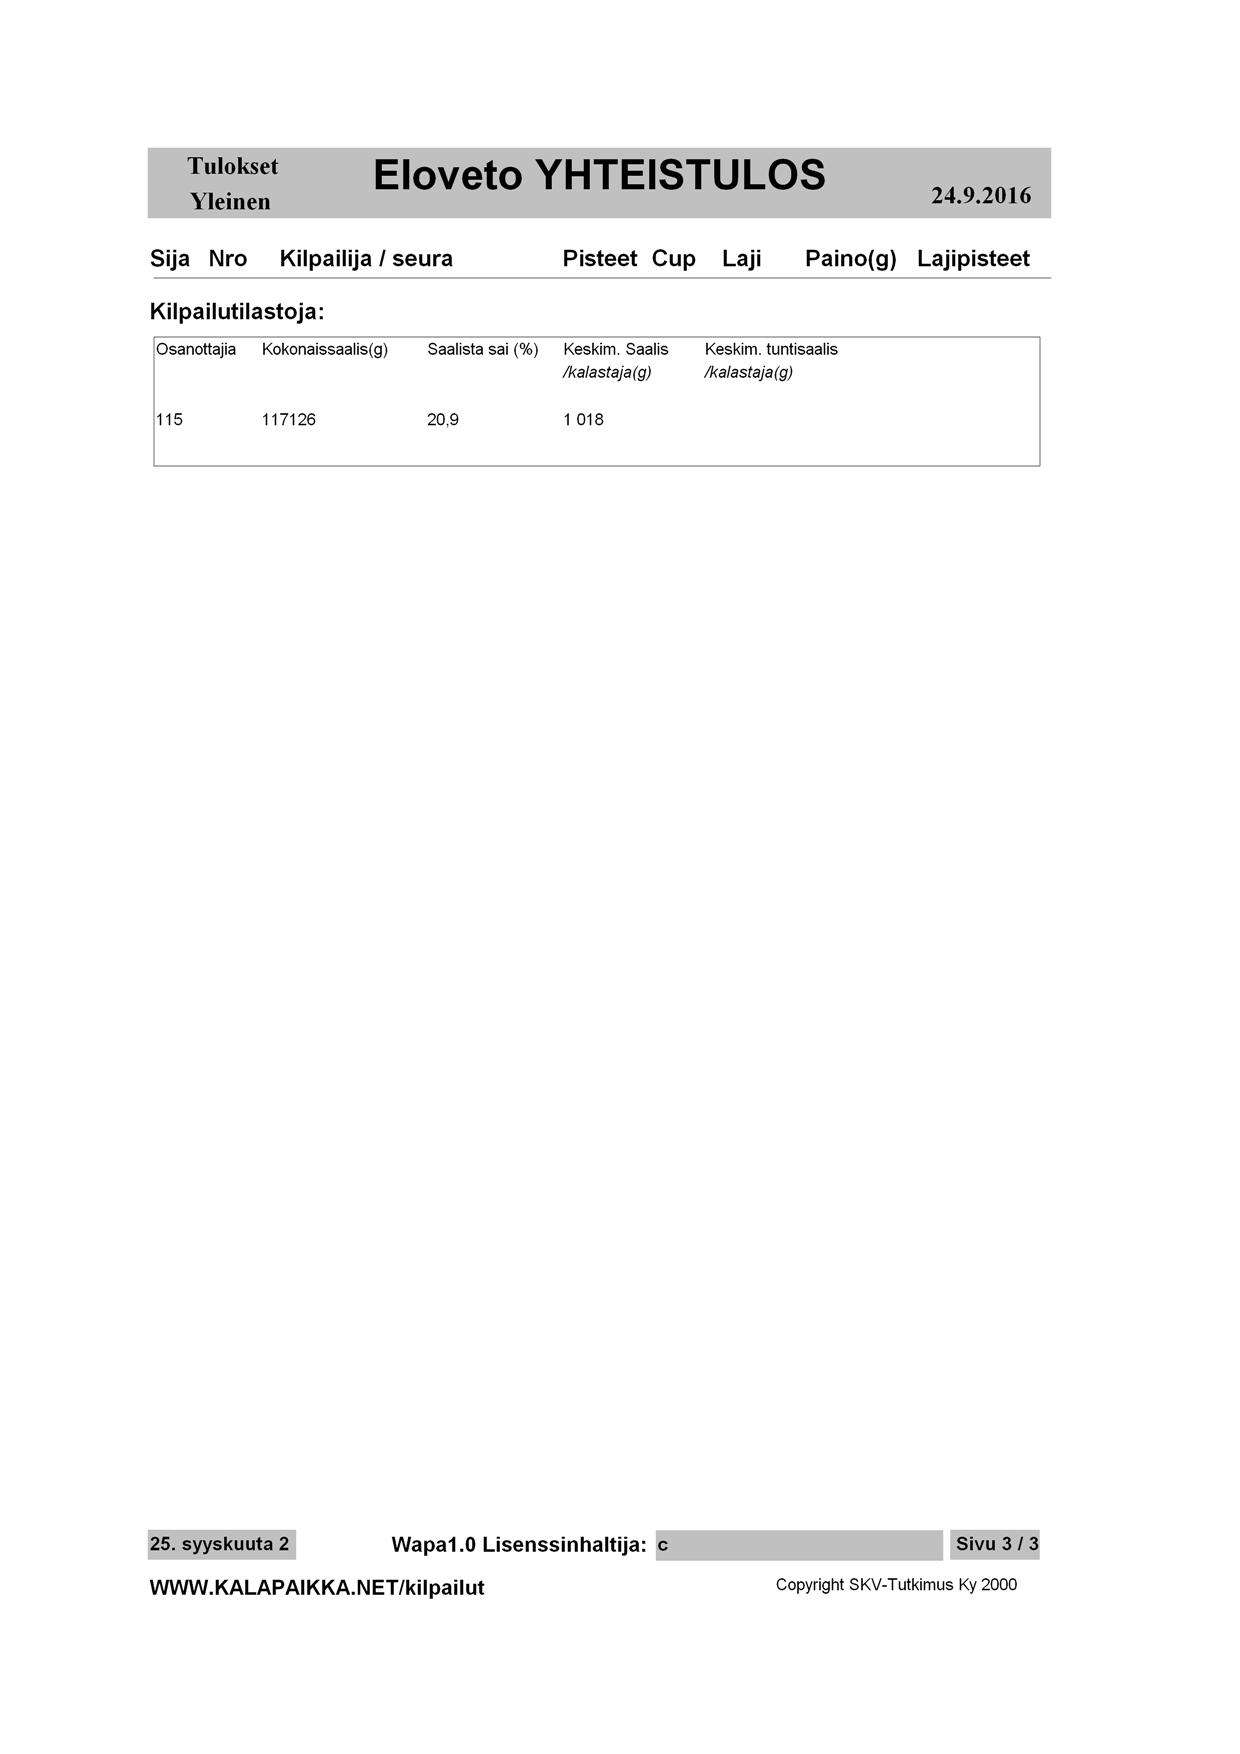 Tulokset
Yleinen
Eloveto YHTEISTULOS
24.9.2016
Sija Nro Kilpailija / seura Pisteet Cup Laji Paino(g) Lajipisteet
Kilpailutilastoja:
Osanottajia Kokonaissaalis(g) Saalista sai (%) Keskim. Saalis Keskim. tuntisaalis
/kalastaja(g) /kalastaja(g)
115 117126 20,9 1 018
25. syyskuuta 2 Wapa1.0 Lisenssinhaltija: c Sivu 3 / 3
WWW.KALAPAIKKA.NET/kilpailut Copyright SKV-Tutkimus Ky 2000